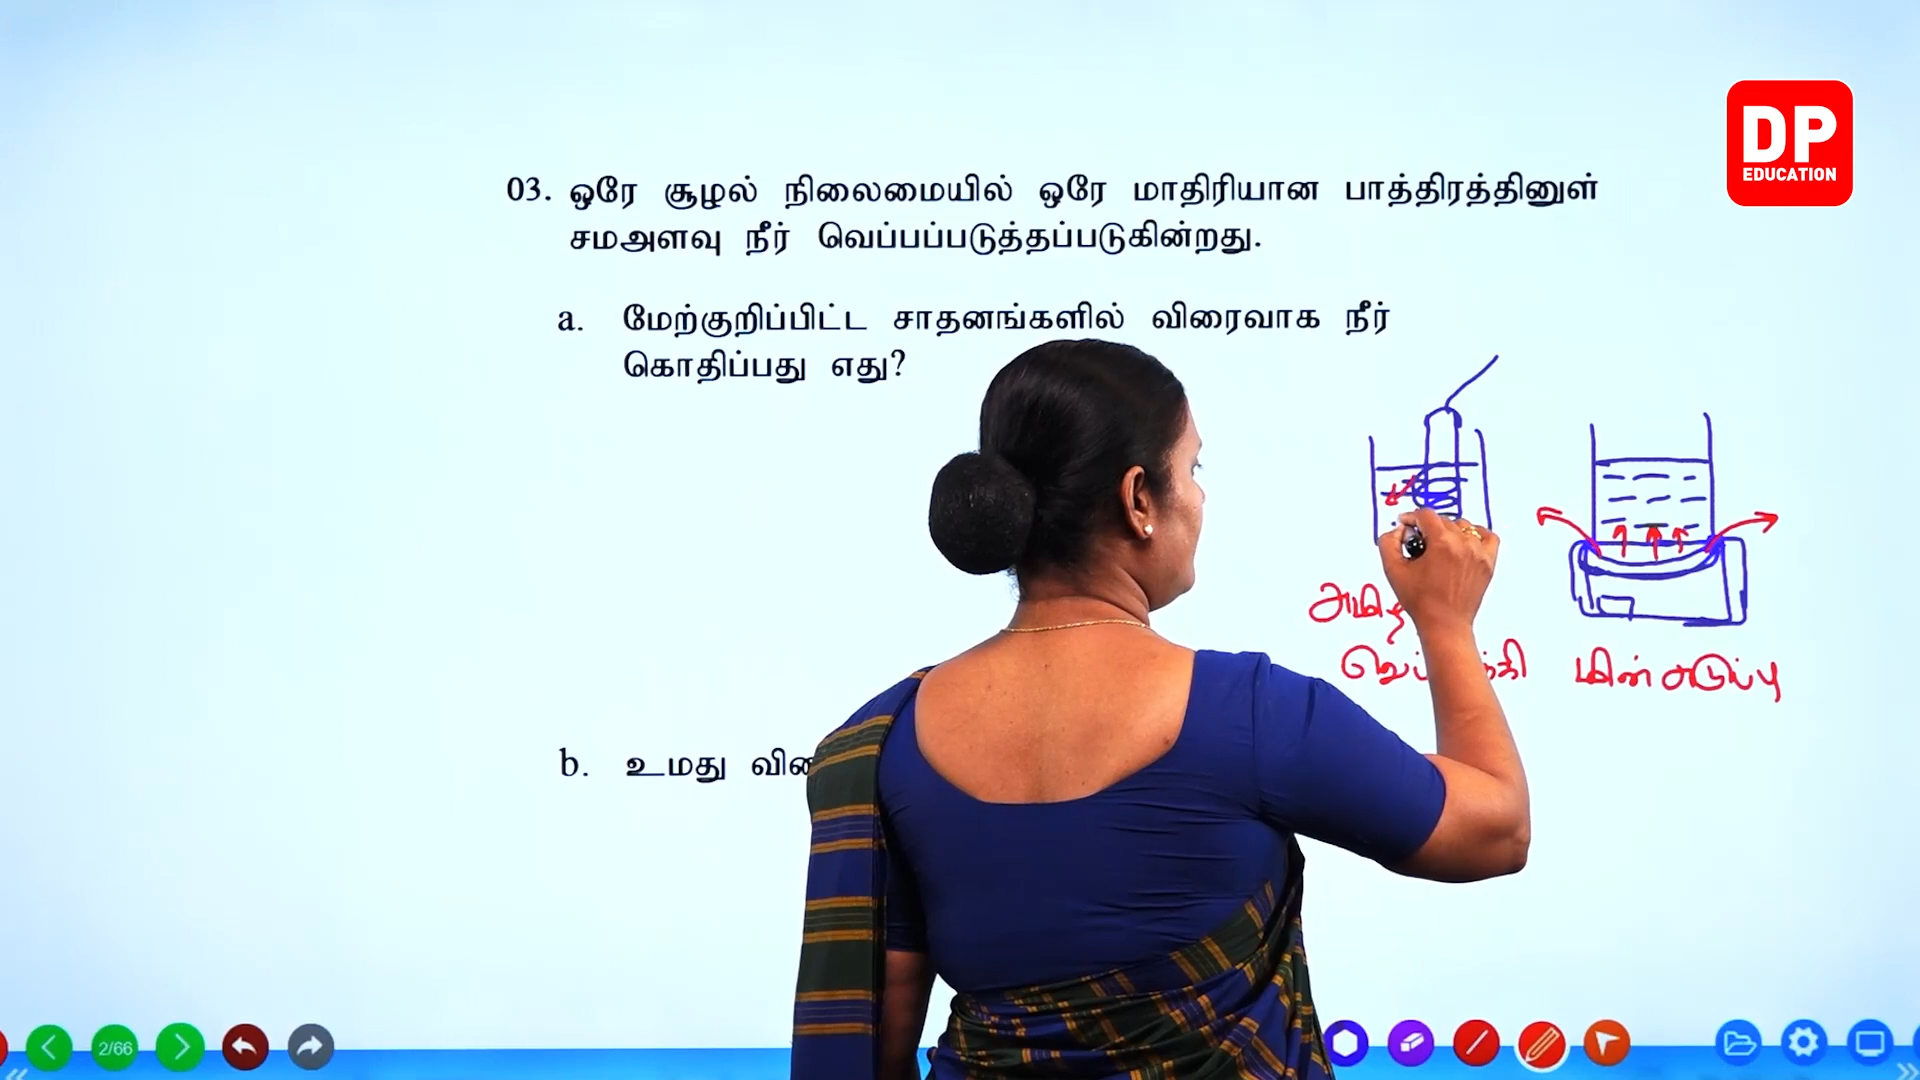 DP
EDUCATION
03. ஒரே சூழல் நிலைமையில் ஒரே மாதிரியான பாத்திரத்தினுள்
சமஅளவு நீர் வெப்பப்படுத்தப்படுகின்றது.
a. மேற்குறிப்பிட்ட சாதனங்களில் விரைவாக நீர்
கொதிப்பது எது?
மின் அடுப்பு
b. உமது
2/66